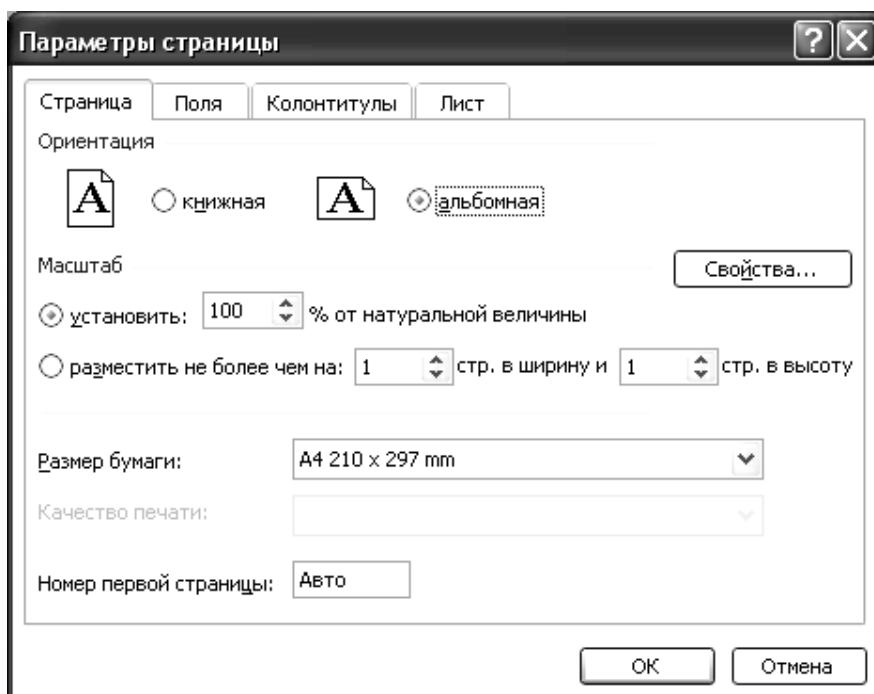 Параметры страницы
Страница Поля Колонтитулы Лист
Ориентация
A книжная A альбомная
Масштаб Свойства...
установить: 100 % от натуральной величины
разместить не более чем на: 1 стр. в ширину и 1 стр. в высоту
Размер бумаги: A4 210 x 297 mm
Качество печати:
Номер первой страницы: Авто
ОК Отмена